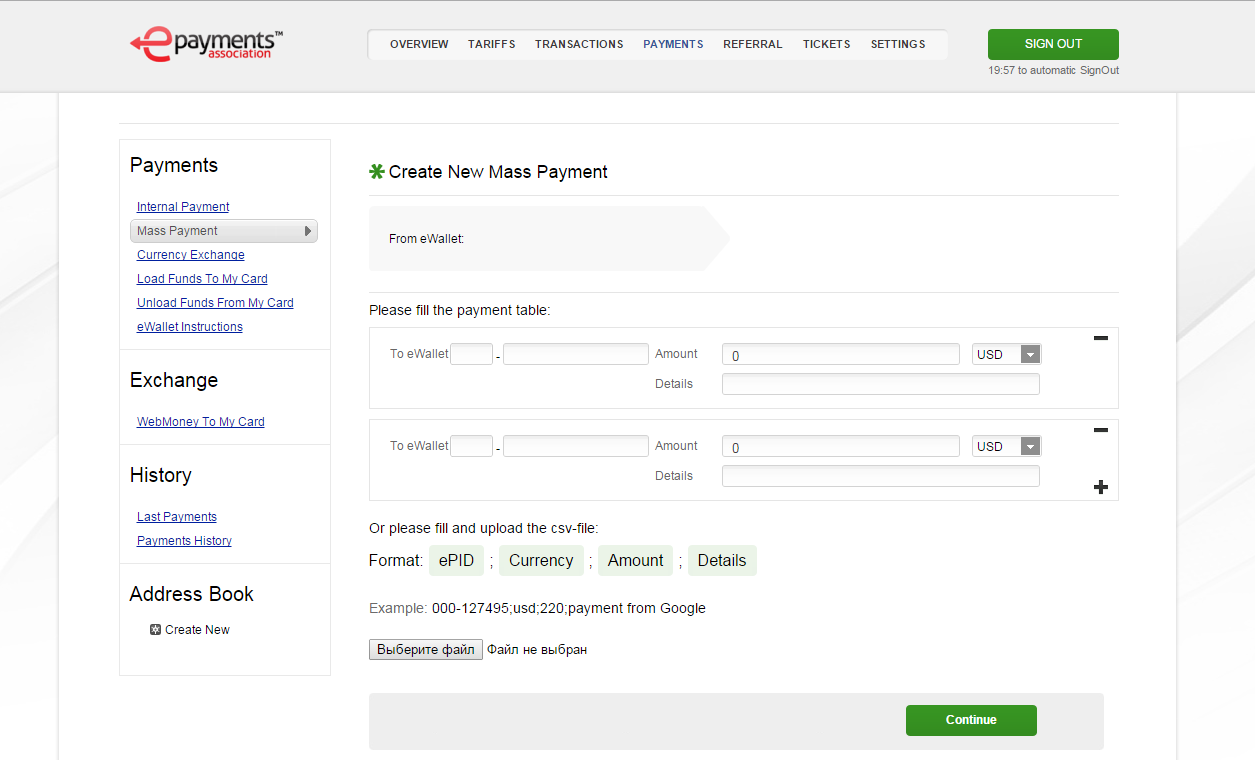 epayments™
association
OVERVIEW TARIFFS TRANSACTIONS PAYMENTS REFERRAL TICKETS SETTINGS
SIGN OUT
19:57 to automatic SignOut
Payments
Internal Payment
Mass Payment
Currency Exchange
Load Funds To My Card
Unload Funds From My Card
eWallet Instructions
Exchange
WebMoney To My Card
History
Last Payments
Payments History
Address Book
Create New
Create New Mass Payment
From eWallet:
Please fill the payment table:
To eWallet - Amount 0 USD
Details
To eWallet - Amount 0 USD
Details
Or please fill and upload the csv-file:
Format: ePID ; Currency ; Amount ; Details
Example: 000-127495;usd;220;payment from Google
Выберите файл Файл не выбран
Continue